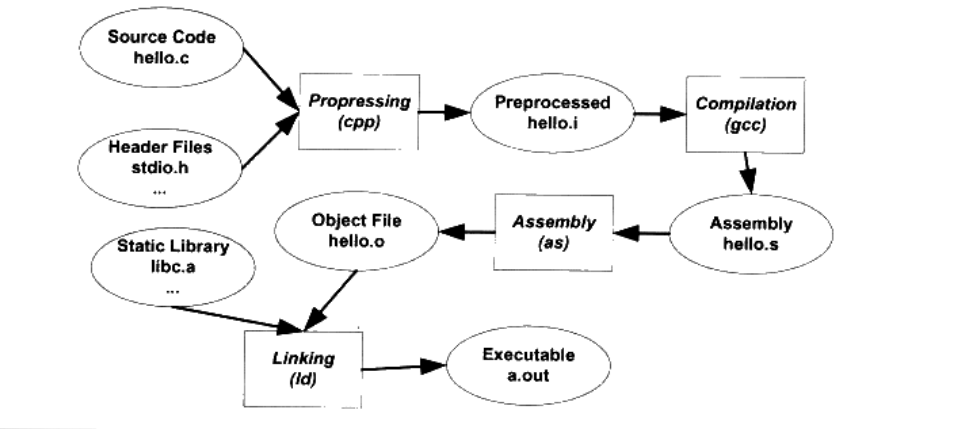 Source Code
hello.c
Propressing
(cpp)
Preprocessed
hello.i
Compilation
(gcc)
Header Files
stdio.h
...
Object File
hello.o
Assembly
(as)
Assembly
hello.s
Static Library
libc.a
...
Linking
(ld)
Executable
a.out